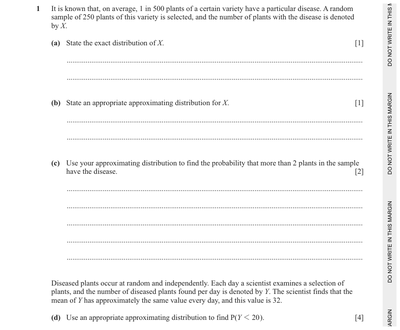 1 It is known that, on average, 1 in 500 plants of a certain variety have a particular disease. A random
sample of 250 plants of this variety is selected, and the number of plants with the disease is denoted
by X.
(a) State the exact distribution of X. [1]
(b) State an appropriate approximating distribution for X. [1]
(c) Use your approximating distribution to find the probability that more than 2 plants in the sample
have the disease. [2]
Diseased plants occur at random and independently. Each day a scientist examines a selection of
plants, and the number of diseased plants found per day is denoted by Y. The scientist finds that the
mean of Y has approximately the same value every day, and this value is 32.
(d) Use an appropriate approximating distribution to find P(Y < 20). [4]
DO NOT WRITE IN THIS M
DO NOT WRITE IN THIS MARGIN
DO NOT WRITE IN THIS MARGIN
ARGIN